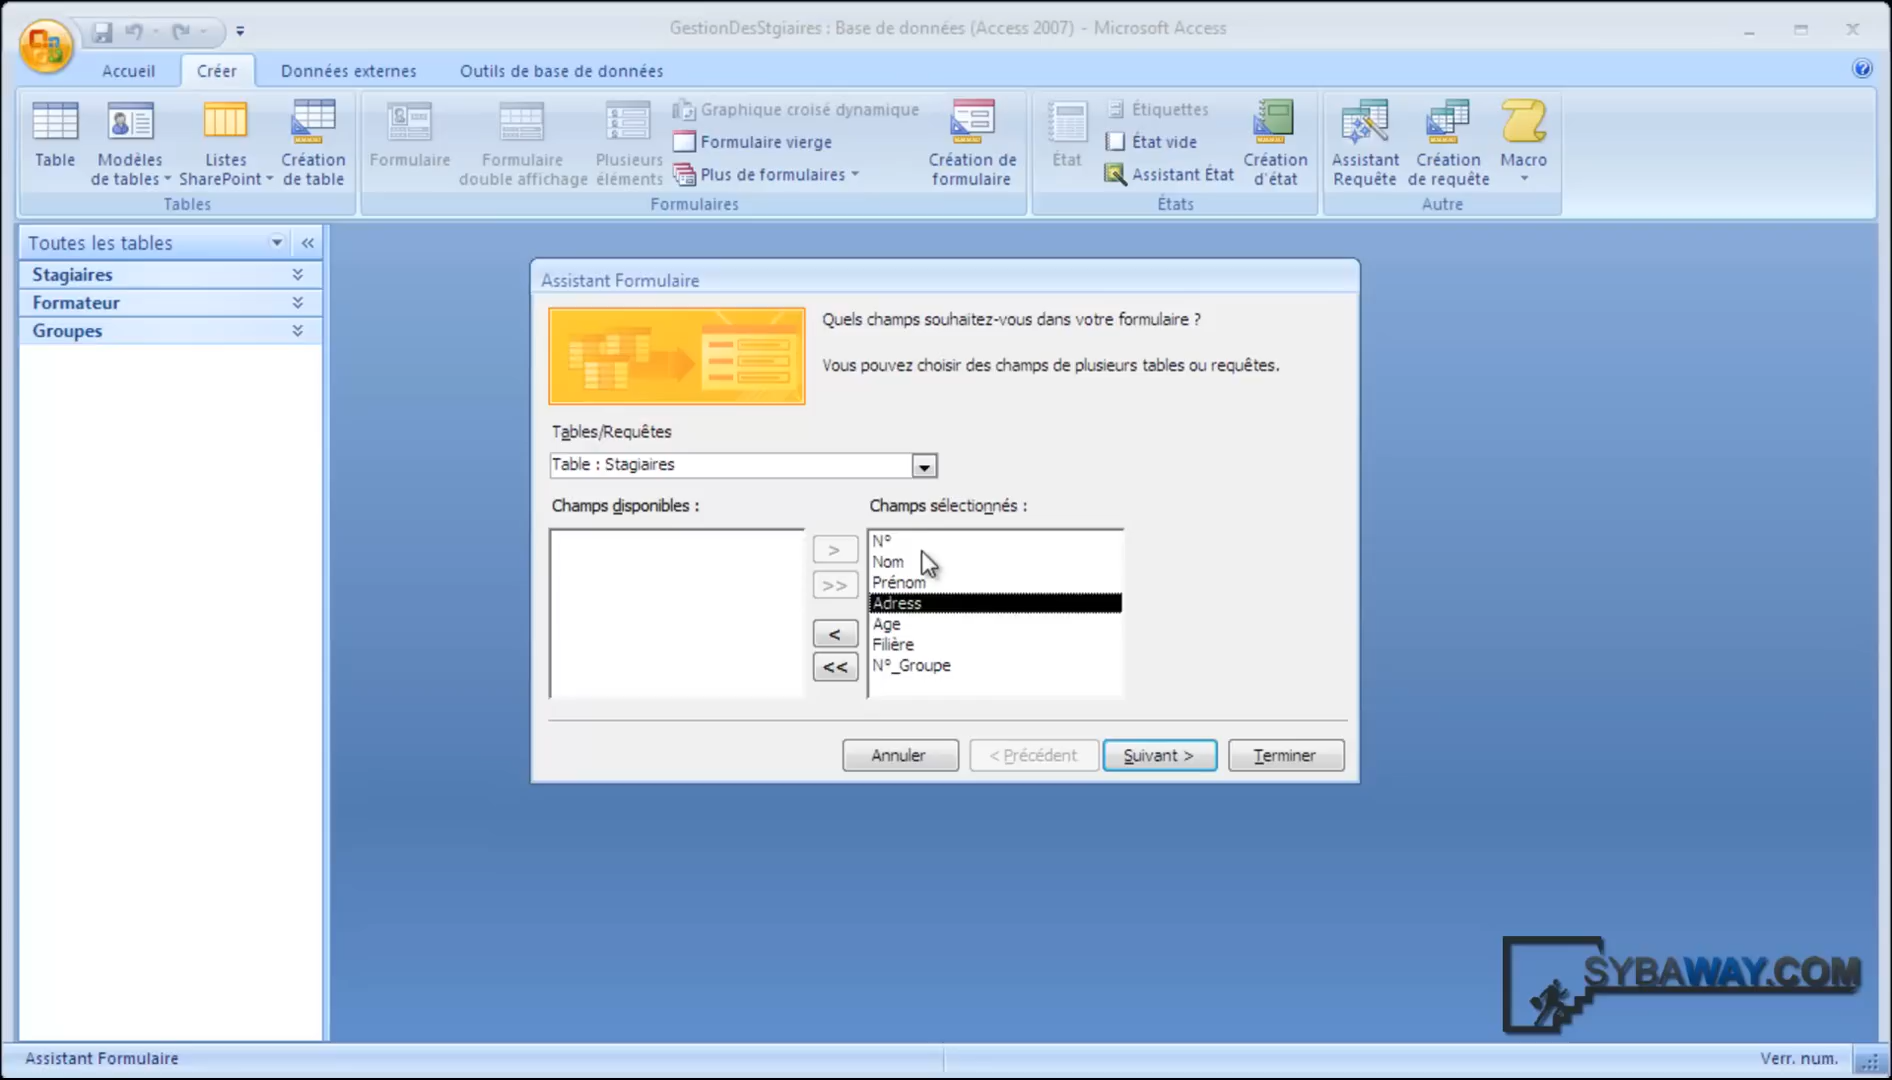 GestionDesStgiaires : Base de données (Access 2007) - Microsoft Access
Accueil
Créer
Données externes
Outils de base de données
Table
Modèles
de tables
Listes
SharePoint
Création
de table
Tables
Formulaire
Formulaire
double affichage
Plusieurs
éléments
Graphique croisé dynamique
Formulaire vierge
Plus de formulaires
Création de
formulaire
Formulaires
État
Étiquettes
État vide
Assistant État
Création
d'état
États
Assistant
Requête
Création
de requête
Macro
Autre
Toutes les tables
Stagiaires
Formateur
Groupes
Assistant Formulaire
Quels champs souhaitez-vous dans votre formulaire ?
Vous pouvez choisir des champs de plusieurs tables ou requêtes.
Tables/Requêtes
Table : Stagiaires
Champs disponibles :
Champs sélectionnés :
>
>>
<
<<
N°
Nom
Prénom
Adress
Age
Filière
N°_Groupe
Annuler
< Précédent
Suivant >
Terminer
SYBAWAY.COM
Assistant Formulaire
Verr. num.